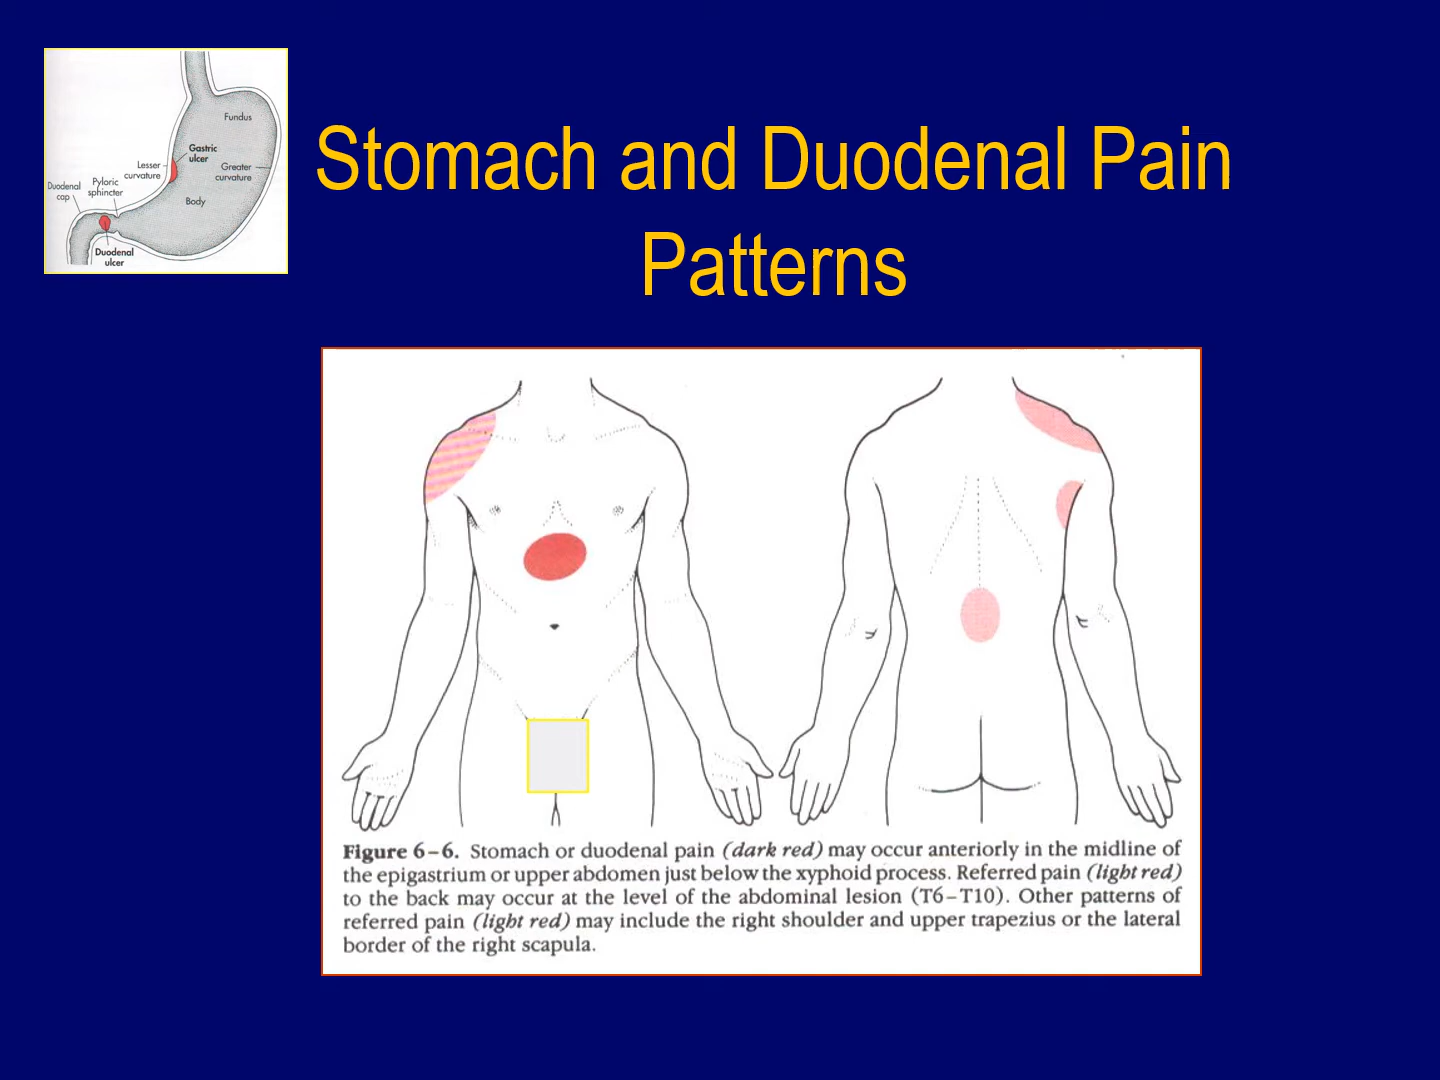 Fundus
Gastric
ulcer
Lesser
curvature
Greater
curvature
Duodenal
cap
Pyloric
sphincter
Body
Duodenal
ulcer
Stomach and Duodenal Pain
Patterns
Figure 6–6. Stomach or duodenal pain (dark red) may occur anteriorly in the midline of
the epigastrium or upper abdomen just below the xyphoid process. Referred pain (light red)
to the back may occur at the level of the abdominal lesion (T6–T10). Other patterns of
referred pain (light red) may include the right shoulder and upper trapezius or the lateral
border of the right scapula.